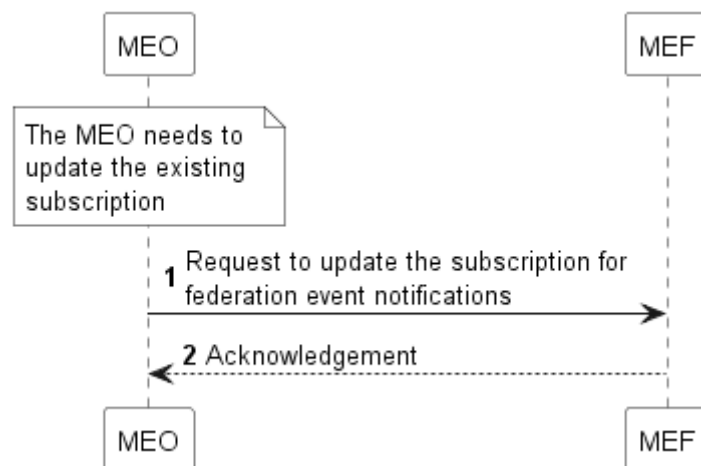 MEO
MEF
The MEO needs to
update the existing
subscription
1 Request to update the subscription for
federation event notifications
2 Acknowledgement
MEO
MEF